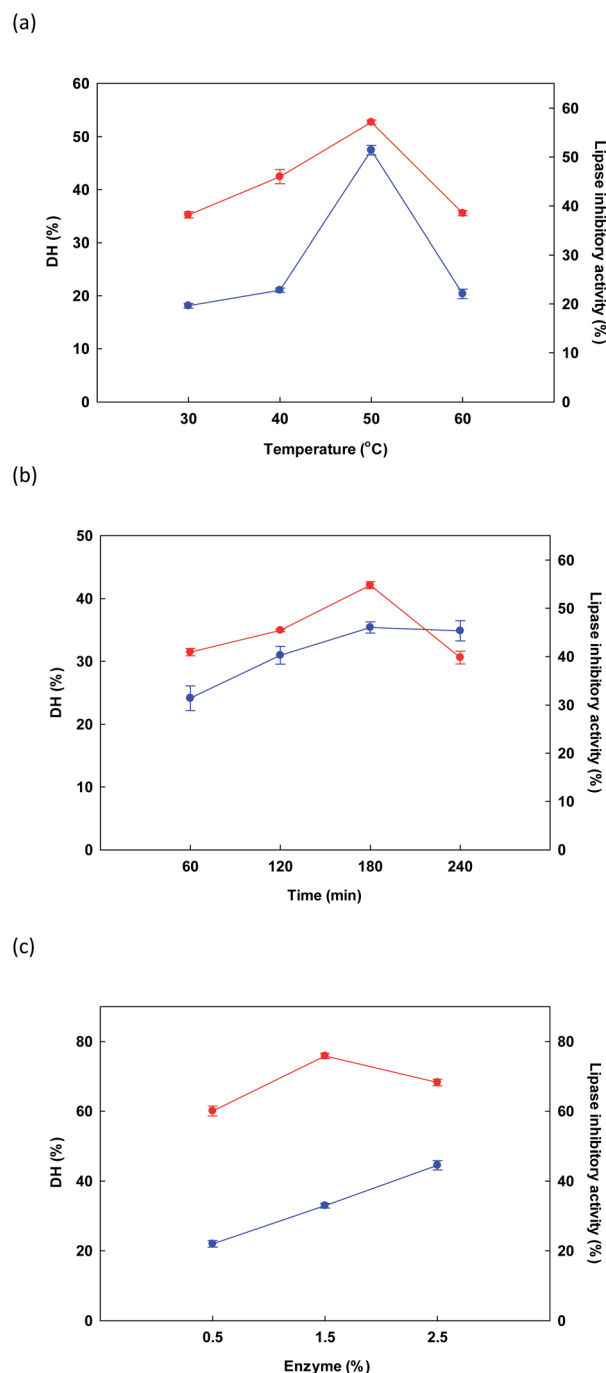 (a)
60
50
40
30
20
10
0
DH (%)
60
50
40
30
20
10
0
Lipase inhibitory activity (%)
30 40 50 60
Temperature (°C)
(b)
50
40
30
20
10
0
DH (%)
60
50
40
30
20
10
0
Lipase inhibitory activity (%)
60 120 180 240
Time (min)
(c)
80
60
40
20
0
DH (%)
80
60
40
20
0
Lipase inhibitory activity (%)
0.5 1.5 2.5
Enzyme (%)